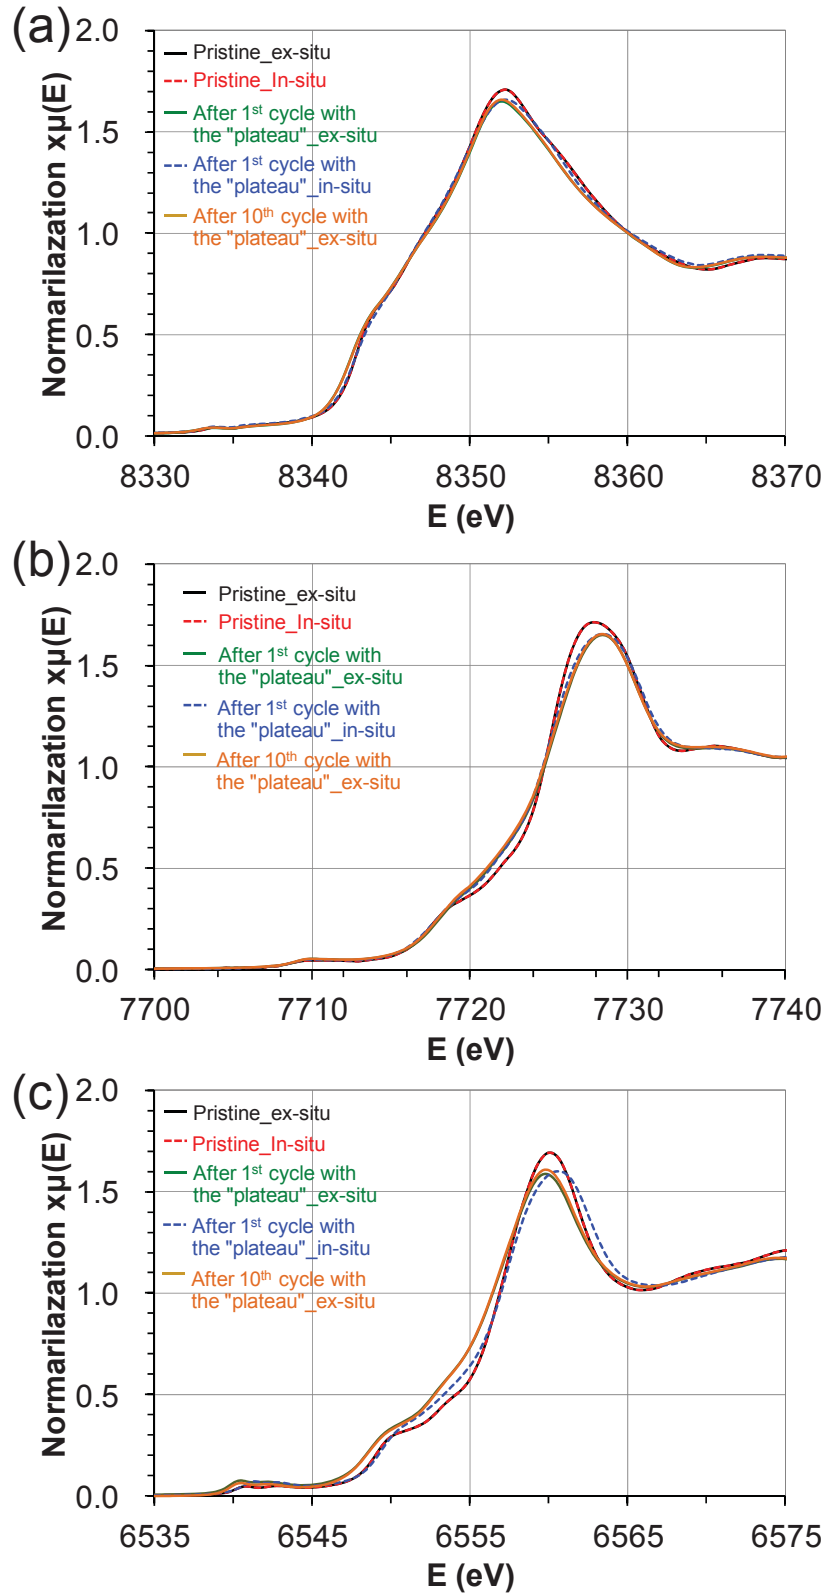 (a)
2.0
Pristine_ex-situ
Pristine_In-situ
After 1st cycle with
the "plateau"_ex-situ
After 1st cycle with
the "plateau"_in-situ
After 10th cycle with
the "plateau"_ex-situ
1.5
1.0
0.5
0.0
Normarilazation xμ(E)
8330 8340 8350 8360 8370
E (eV)
(b)
2.0
Pristine_ex-situ
Pristine_In-situ
After 1st cycle with
the "plateau"_ex-situ
After 1st cycle with
the "plateau"_in-situ
After 10th cycle with
the "plateau"_ex-situ
1.5
1.0
0.5
0.0
Normarilazation xμ(E)
7700 7710 7720 7730 7740
E (eV)
(c)
2.0
Pristine_ex-situ
Pristine_In-situ
After 1st cycle with
the "plateau"_ex-situ
After 1st cycle with
the "plateau"_in-situ
After 10th cycle with
the "plateau"_ex-situ
1.5
1.0
0.5
0.0
Normarilazation xμ(E)
6535 6545 6555 6565 6575
E (eV)